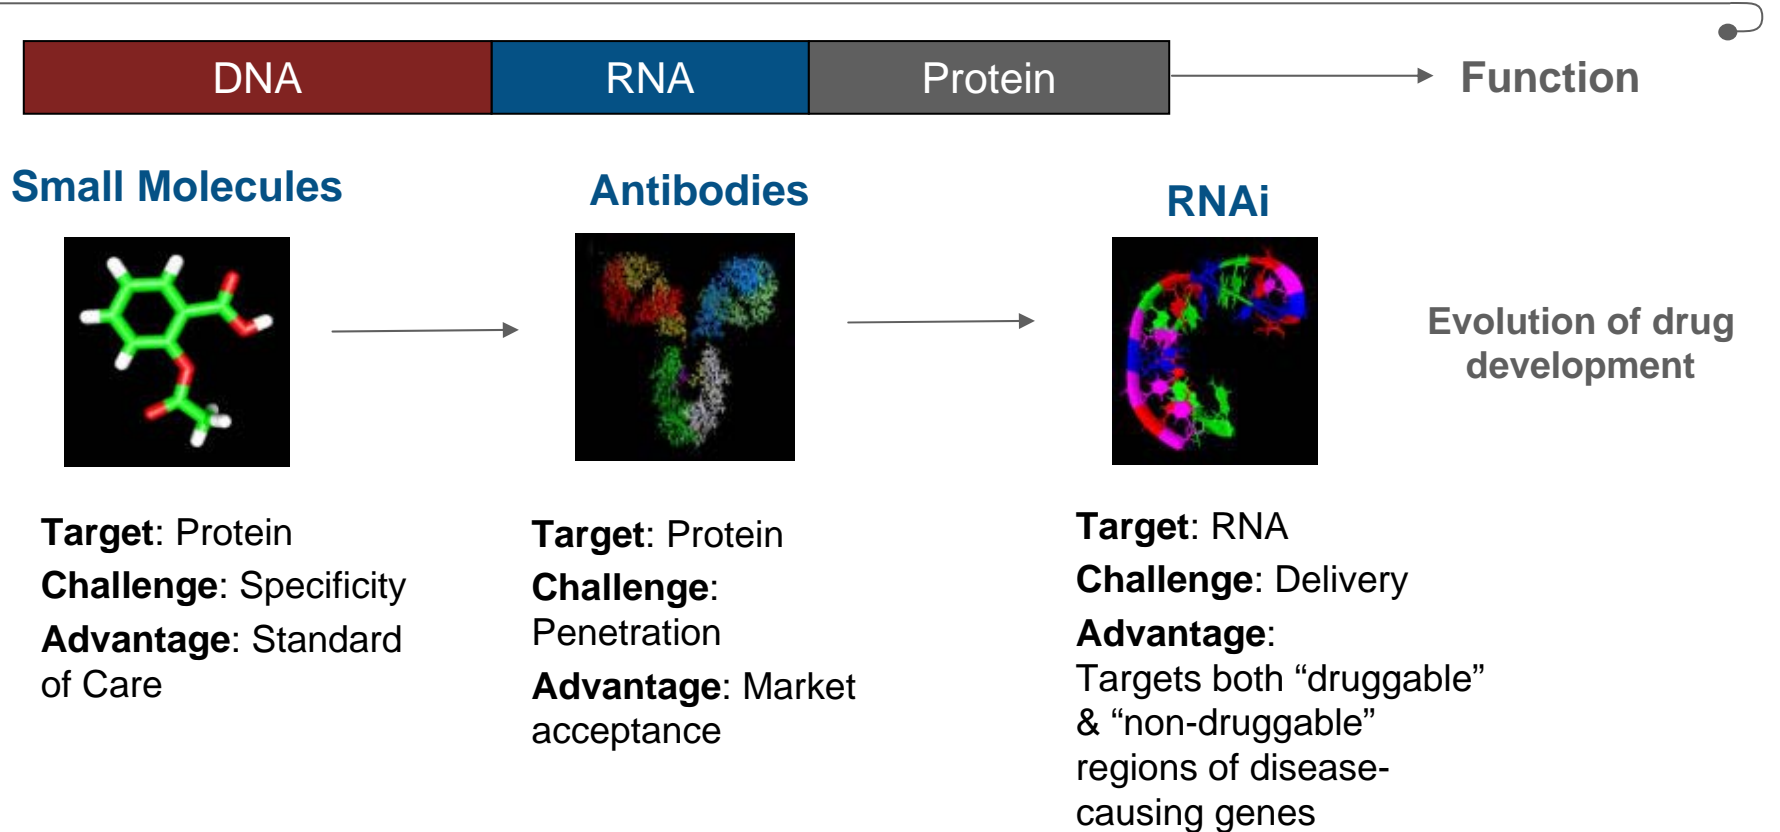 DNA RNA Protein Function
Small Molecules
Antibodies
RNAi
Evolution of drug
development
Target: Protein
Challenge: Specificity
Advantage: Standard
of Care
Target: Protein
Challenge:
Penetration
Advantage: Market
acceptance
Target: RNA
Challenge: Delivery
Advantage:
Targets both “druggable”
& “non-druggable”
regions of disease-
causing genes